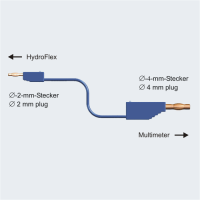 HydroFlex
∅-4-mm-Stecker
∅ 4 mm plug
∅-2-mm-Stecker
∅ 2 mm plug
Multimeter